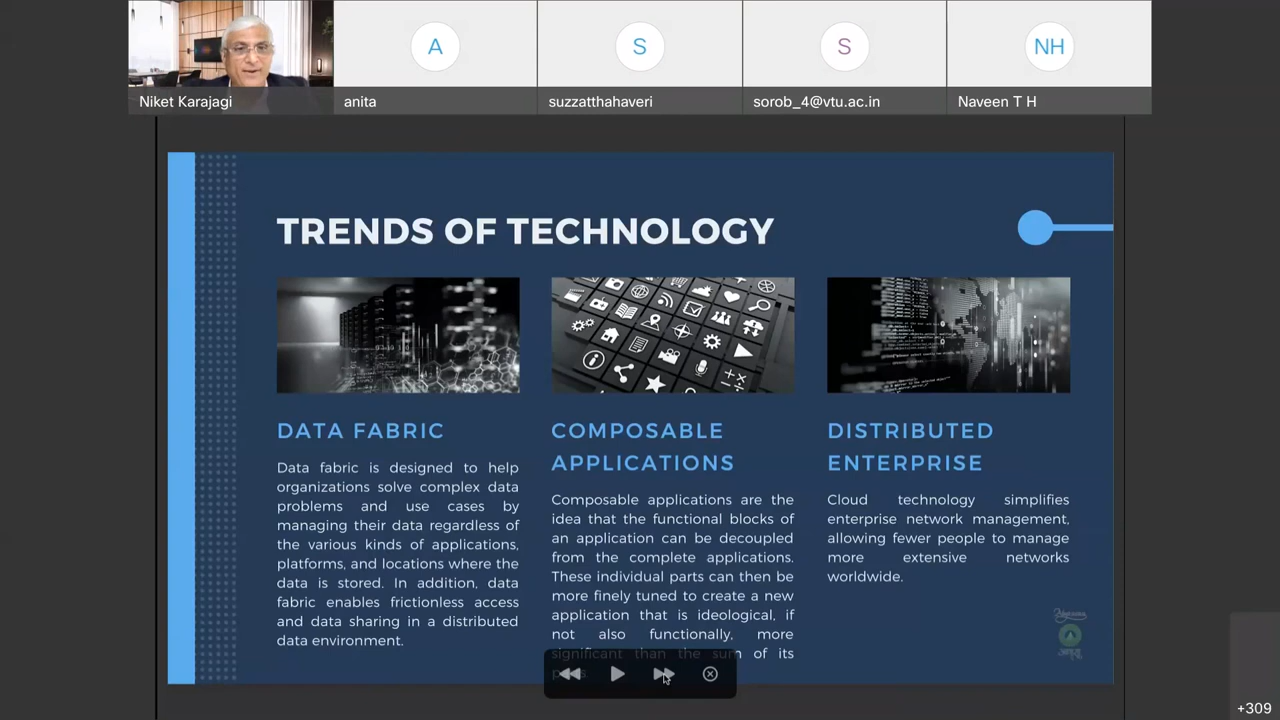 A
S
S
NH
Niket Karajagi
anita
suzzatthahaveri
sorob_4@vtu.ac.in
Naveen T H
TRENDS OF TECHNOLOGY
DATA FABRIC
Data fabric is designed to help
organizations solve complex data
problems and use cases by
managing their data regardless of
the various kinds of applications,
platforms, and locations where the
data is stored. In addition, data
fabric enables frictionless access
and data sharing in a distributed
data environment.
COMPOSABLE
APPLICATIONS
Composable applications are the
idea that the functional blocks of
an application can be decoupled
from the complete applications.
These individual parts can then be
more finely tuned to create a new
application that is ideological, if
not also functionally, more
significant than the sum of its
DISTRIBUTED
ENTERPRISE
Cloud technology simplifies
enterprise network management,
allowing fewer people to manage
more extensive networks
worldwide.
+309